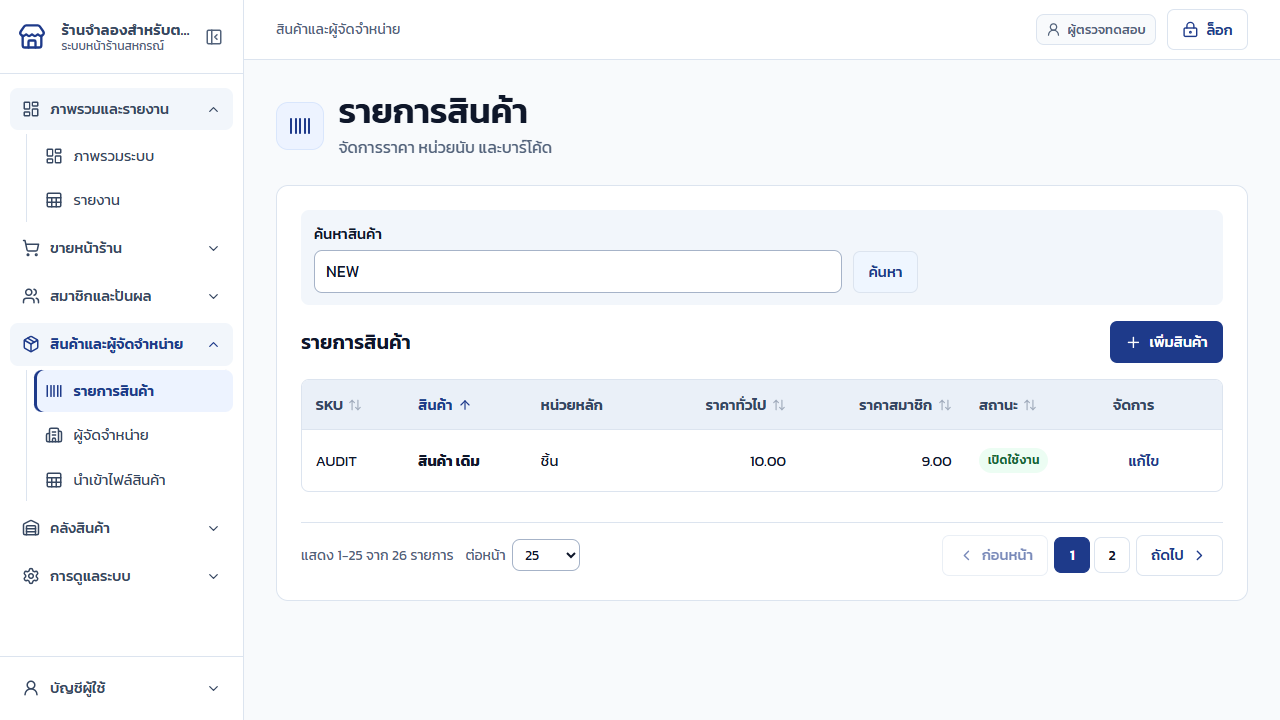 ร้านจำลองสำหรับต...
ระบบหน้าร้านสหกรณ์
ภาพรวมและรายงาน
ภาพรวมระบบ
รายงาน
ขายหน้าร้าน
สมาชิกและปันผล
สินค้าและผู้จัดจำหน่าย
รายการสินค้า
ผู้จัดจำหน่าย
นำเข้าไฟล์สินค้า
คลังสินค้า
การดูแลระบบ
บัญชีผู้ใช้
สินค้าและผู้จัดจำหน่าย
ผู้ตรวจทดสอบ
ล็อก
รายการสินค้า
จัดการราคา หน่วยนับ และบาร์โค้ด
ค้นหาสินค้า
NEW
ค้นหา
รายการสินค้า
เพิ่มสินค้า
SKU สินค้า หน่วยหลัก ราคาทั่วไป ราคาสมาชิก สถานะ จัดการ
AUDIT สินค้า เดิม ชิ้น 10.00 9.00 เปิดใช้งาน แก้ไข
แสดง 1-25 จาก 26 รายการ ต่อหน้า 25
ก่อนหน้า 1 2 ถัดไป